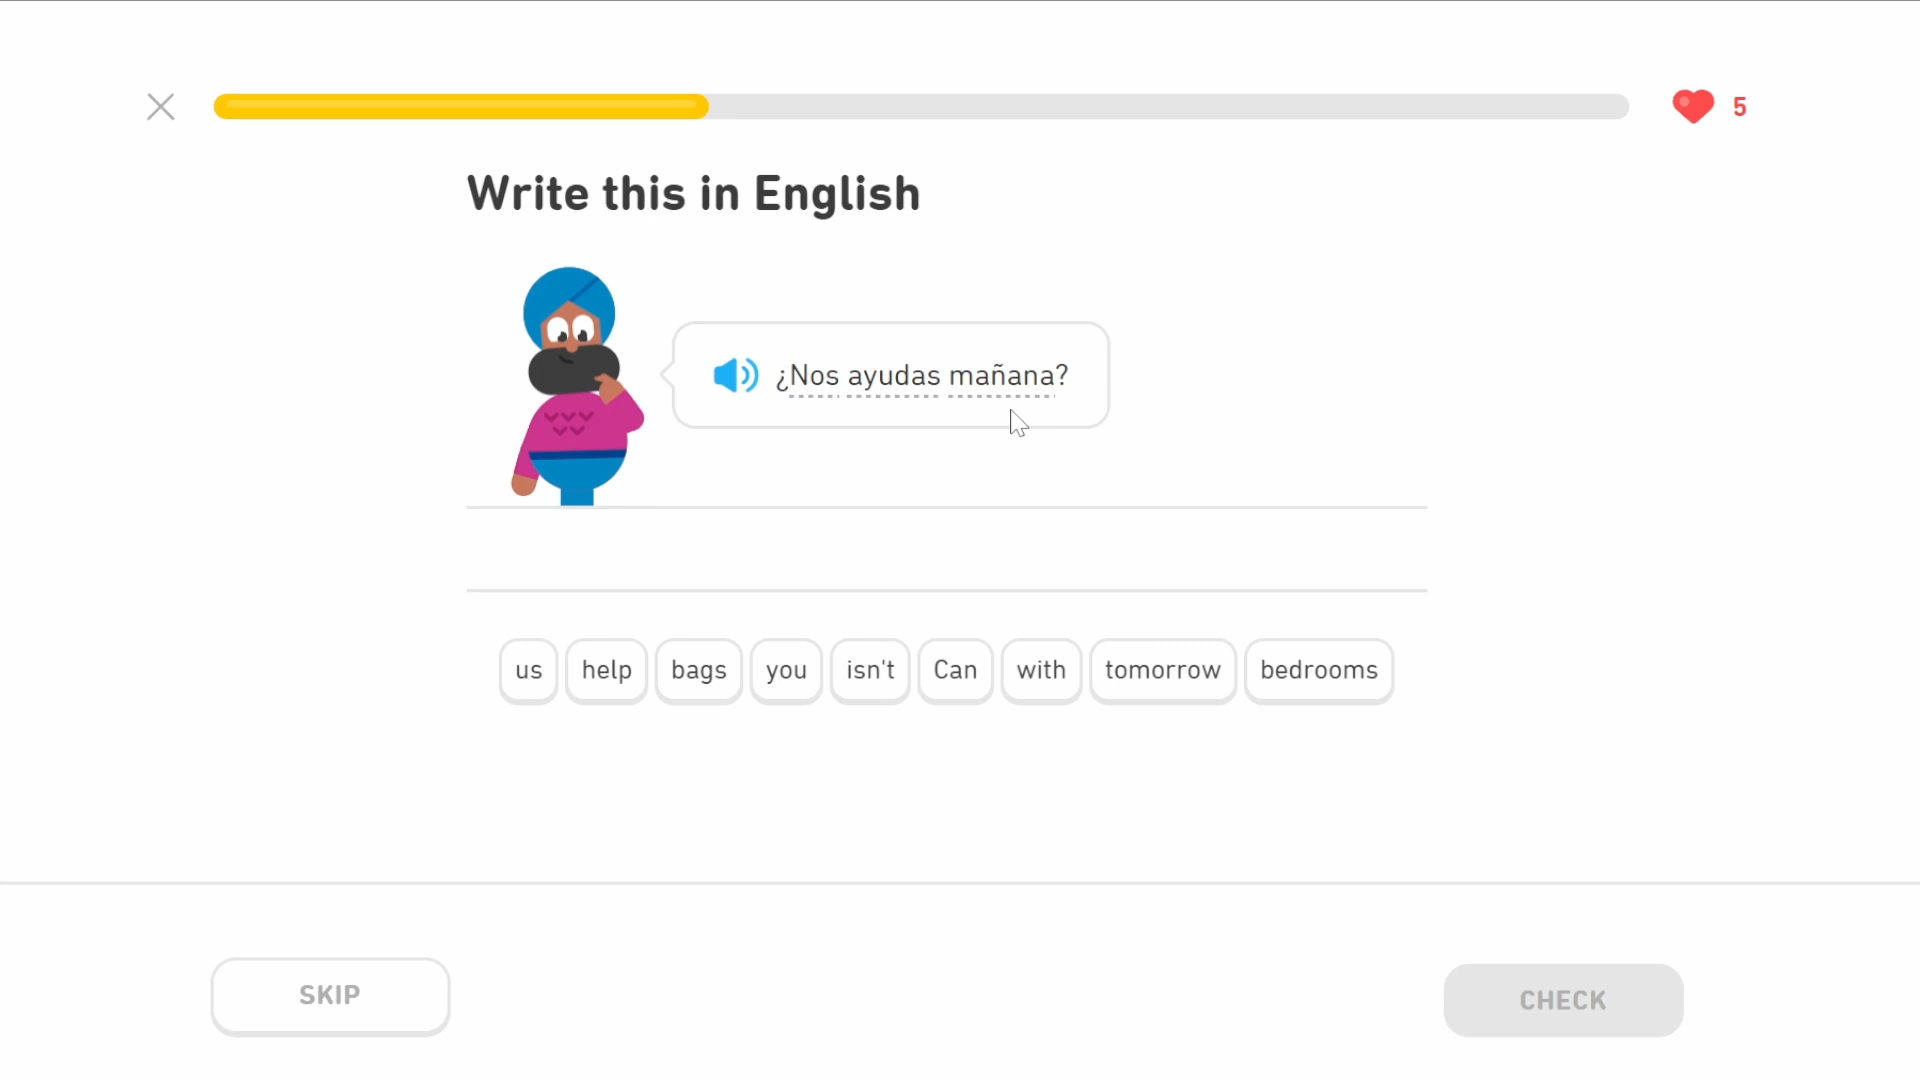 5
Write this in English
¿Nos ayudas mañana?
us help bags you isn't Can with tomorrow bedrooms
SKIP CHECK